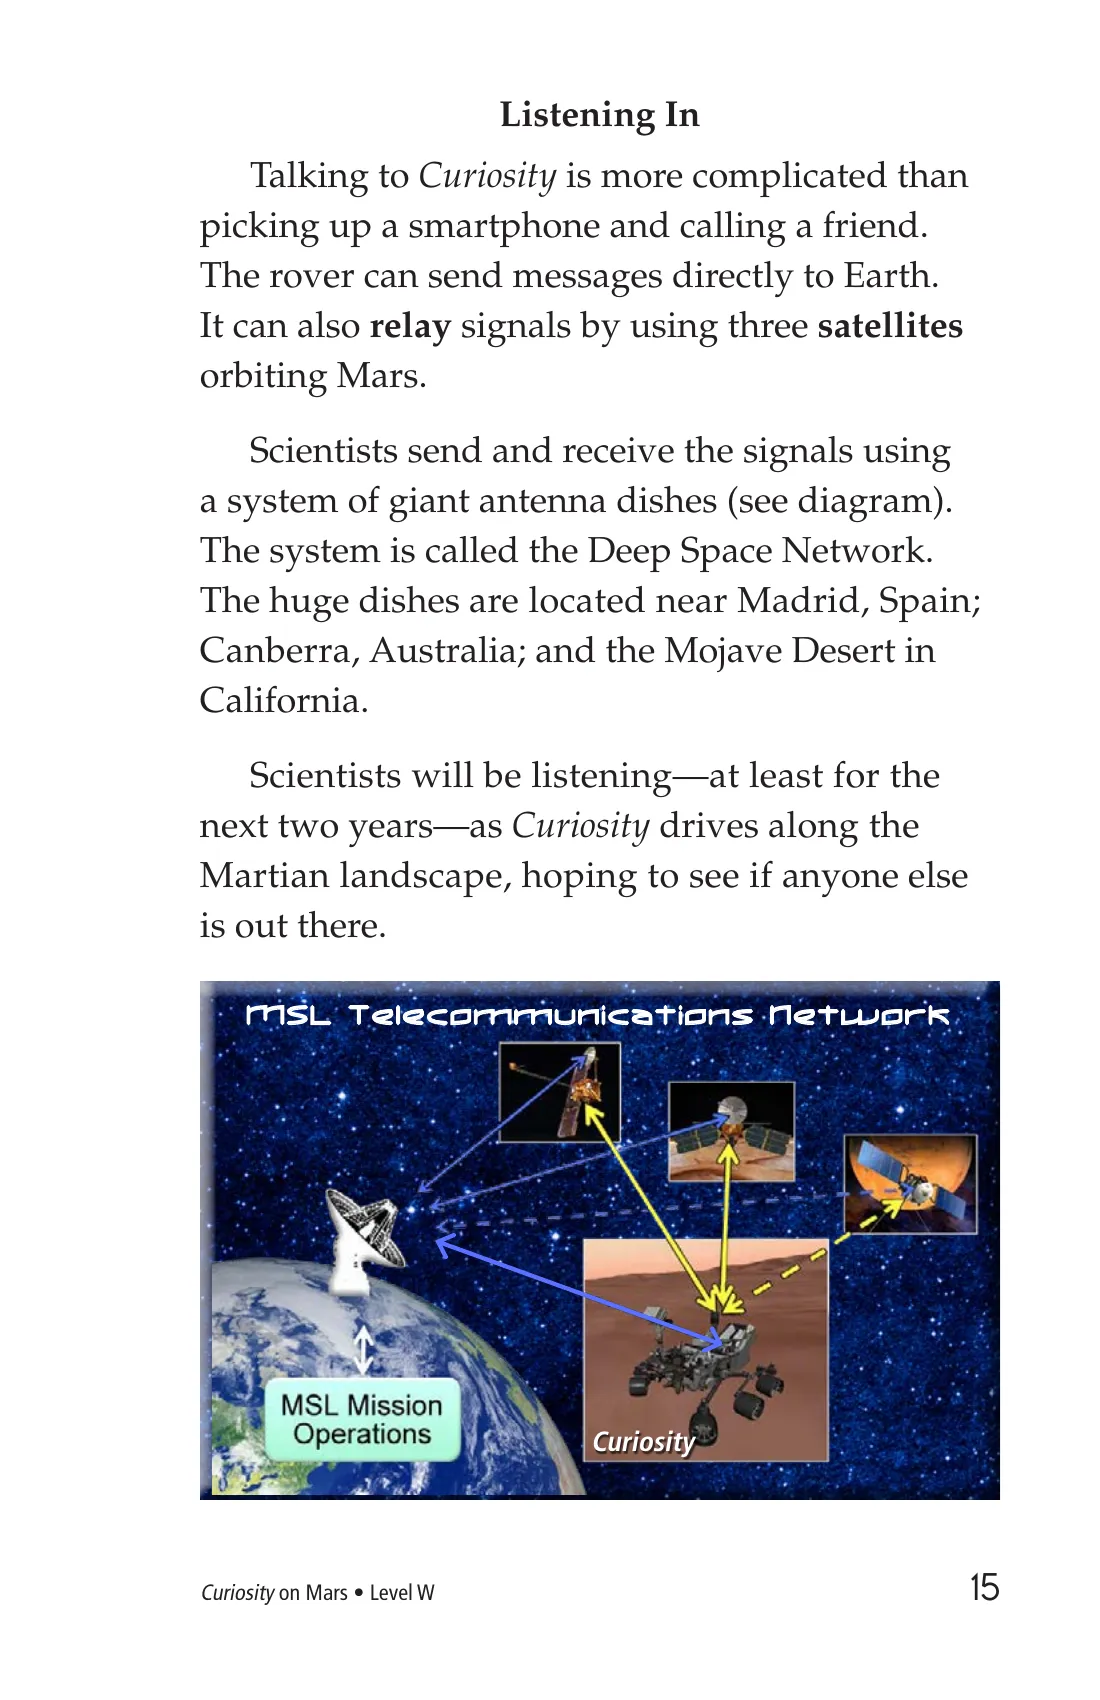 Listening In
Talking to Curiosity is more complicated than
picking up a smartphone and calling a friend.
The rover can send messages directly to Earth.
It can also relay signals by using three satellites
orbiting Mars.
Scientists send and receive the signals using
a system of giant antenna dishes (see diagram).
The system is called the Deep Space Network.
The huge dishes are located near Madrid, Spain;
Canberra, Australia; and the Mojave Desert in
California.
Scientists will be listening—at least for the
next two years—as Curiosity drives along the
Martian landscape, hoping to see if anyone else
is out there.
MSL Telecommunications Network
MSL Mission
Operations
Curiosity
Curiosity on Mars • Level W
15